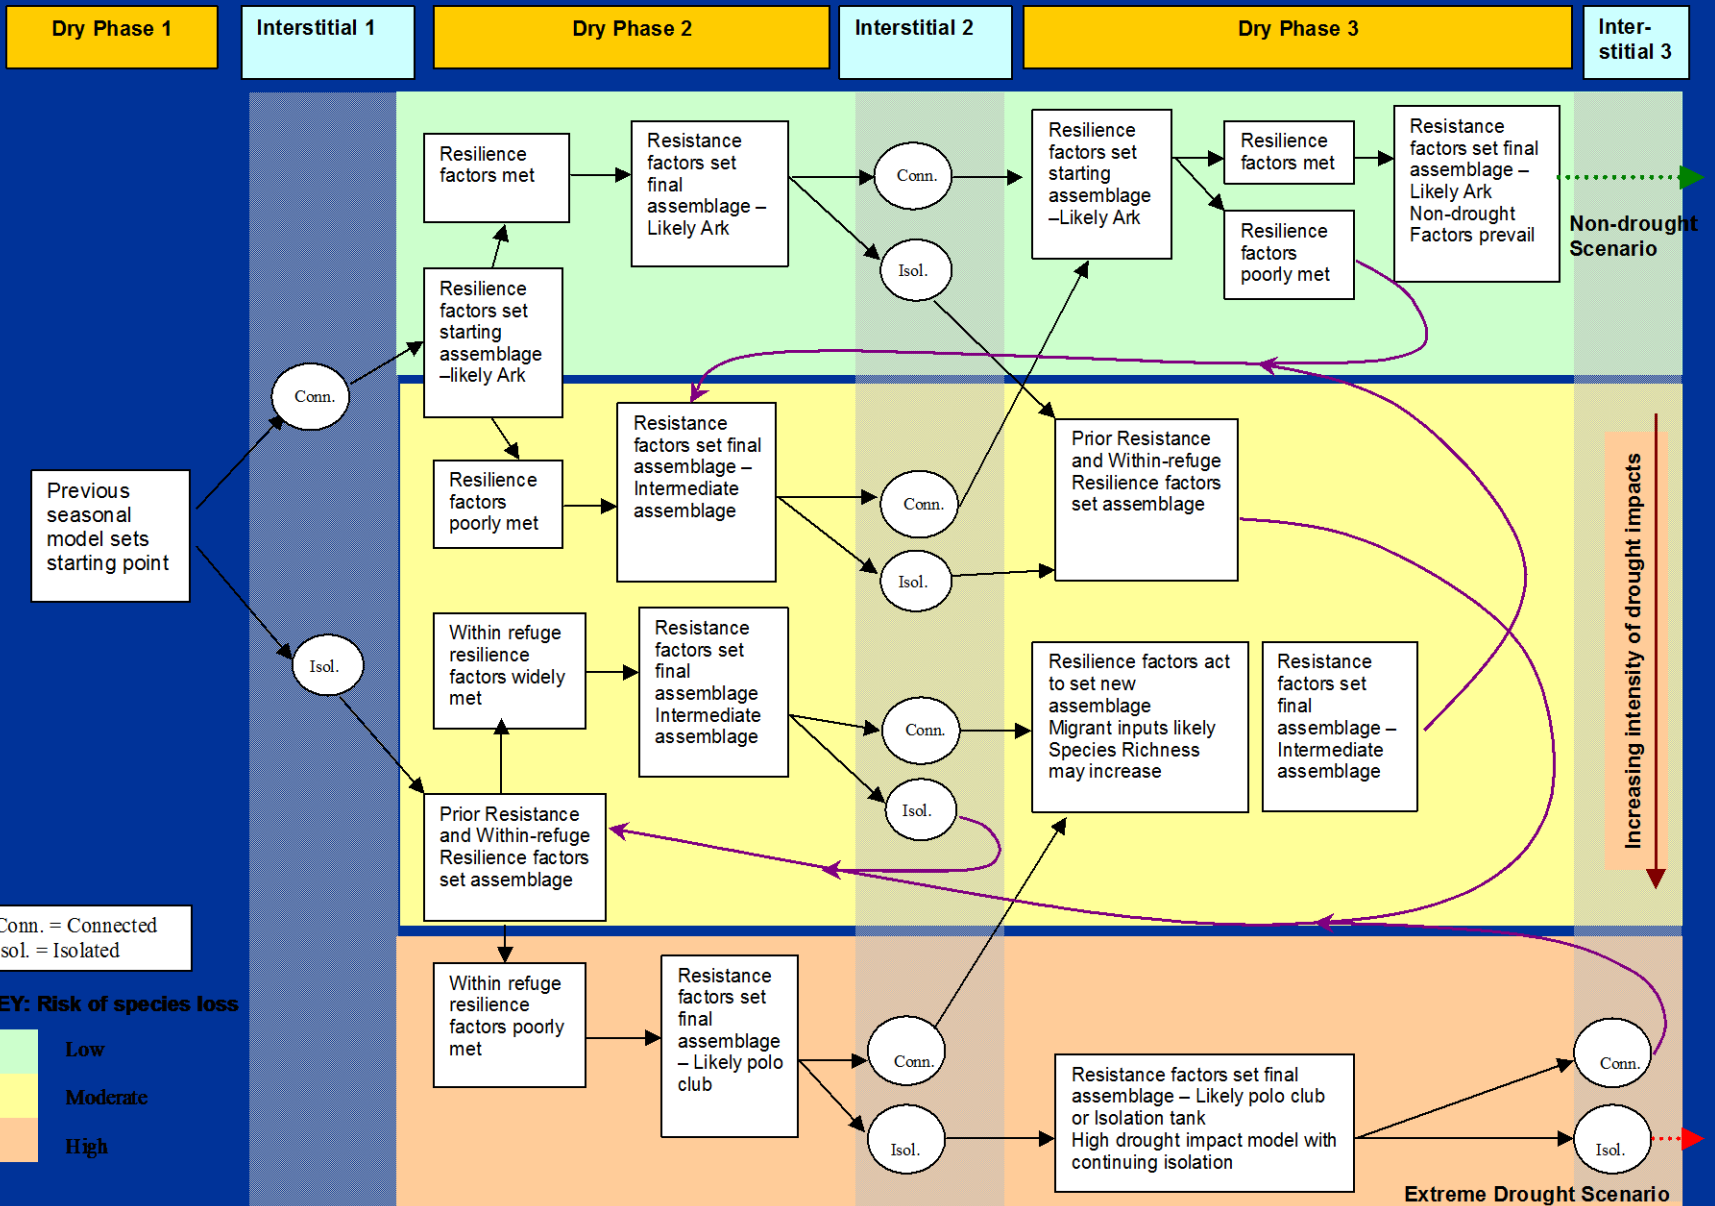 Dry Phase 1
Interstitial 1
Dry Phase 2
Interstitial 2
Dry Phase 3
Inter-
stitial 3
Previous
seasonal
model sets
starting point
Conn.
Isol.
Resilience
factors met
Resistance
factors set
final
assemblage –
Likely Ark
Resilience
factors set
starting
assemblage
–likely Ark
Resilience
factors
poorly met
Resistance
factors set final
assemblage –
Intermediate
assemblage
Within refuge
resilience
factors widely
met
Resistance
factors set
final
assemblage
Intermediate
assemblage
Prior Resistance
and Within-refuge
Resilience factors
set assemblage
Within refuge
resilience
factors poorly
met
Resistance
factors set
final
assemblage
– Likely polo
club
Conn.
Isol.
Conn.
Isol.
Conn.
Isol.
Conn.
Isol.
Resilience
factors set
starting
assemblage
–Likely Ark
Resilience
factors met
Resilience
factors
poorly met
Resistance
factors set final
assemblage –
Likely Ark
Non-drought
Factors prevail
Non-drought
Scenario
Prior Resistance
and Within-refuge
Resilience factors
set assemblage
Resilience factors act
to set new
assemblage
Migrant inputs likely
Species Richness
may increase
Resistance
factors set
final
assemblage –
Intermediate
assemblage
Resistance factors set final
assemblage – Likely polo club
or Isolation tank
High drought impact model with
continuing isolation
Conn.
Isol.
Increasing intensity of drought impacts
Extreme Drought Scenario
Conn. = Connected
sol. = Isolated
EY: Risk of species loss
Low
Moderate
High